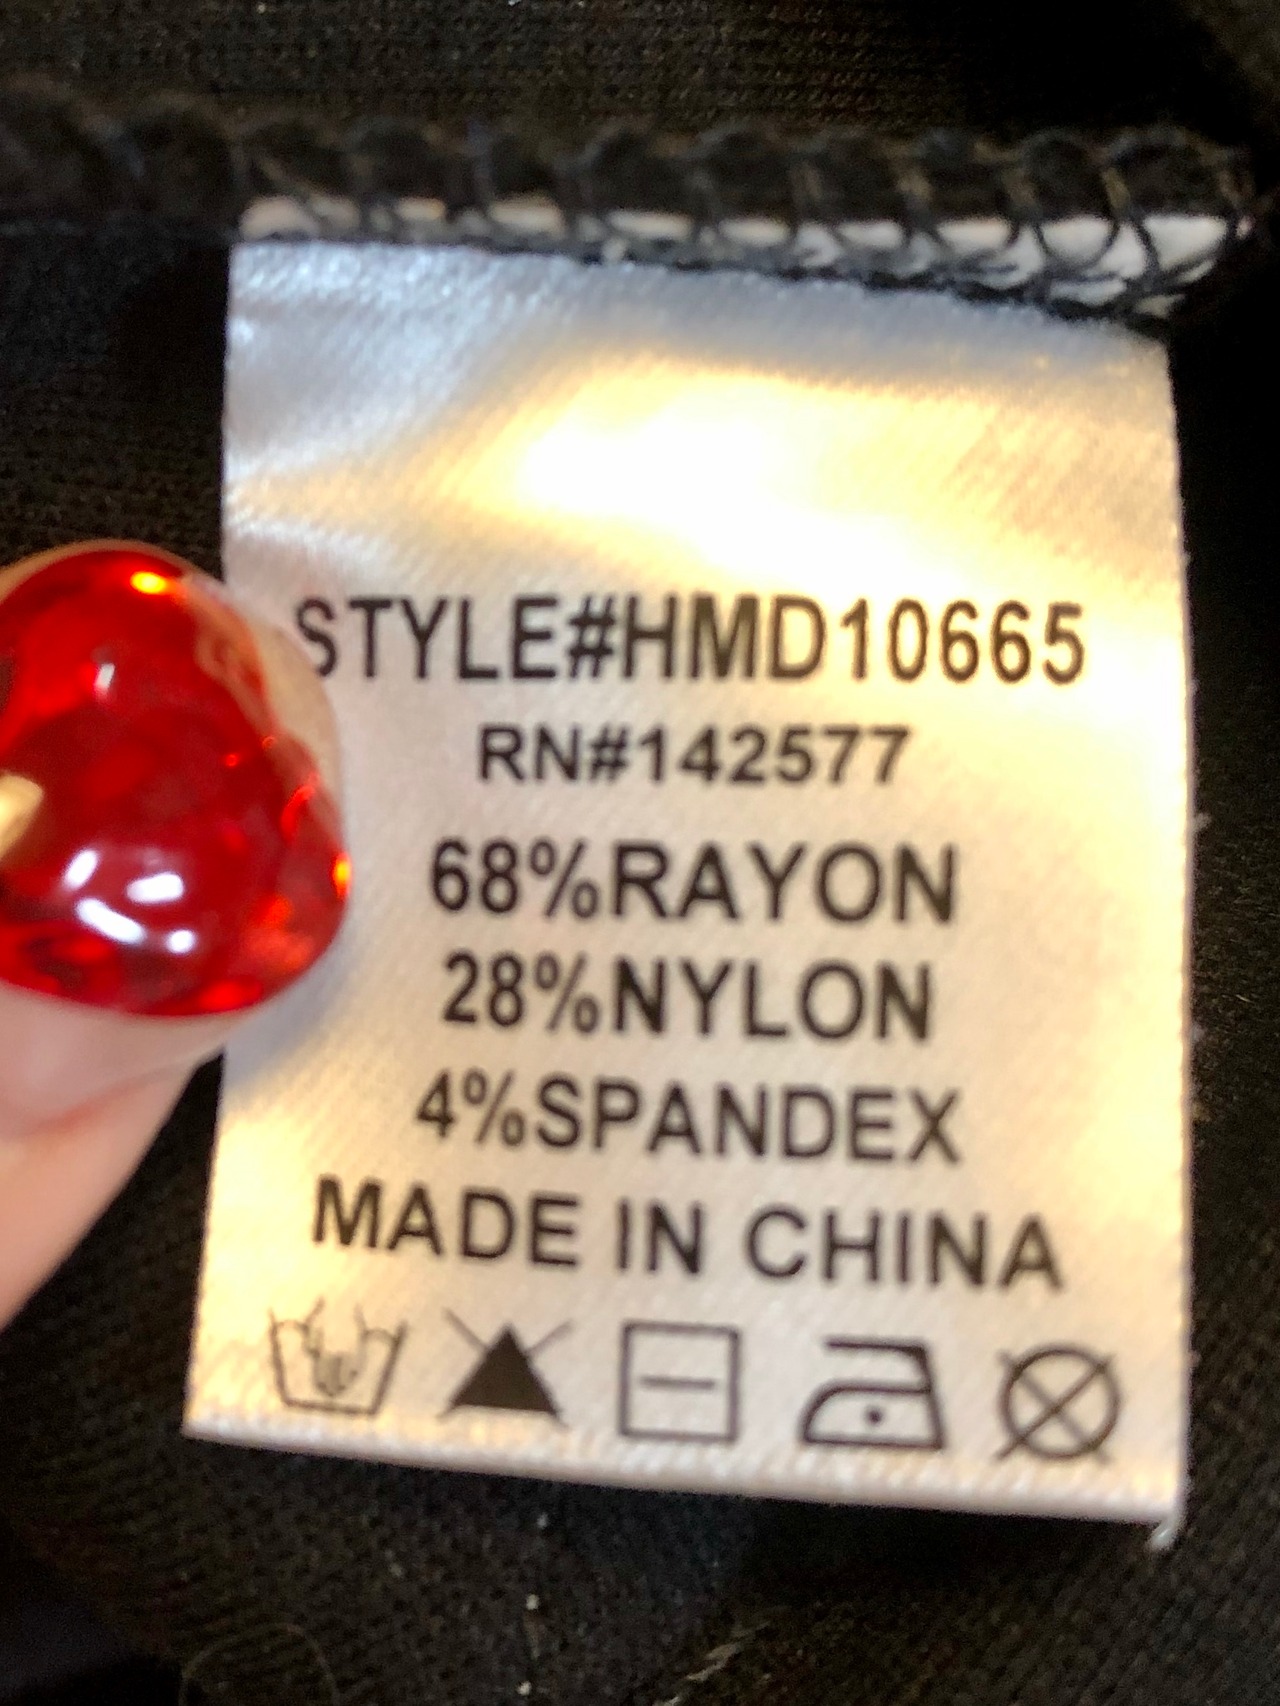 STYLE#HMD10665
RN#142577
68%RAYON
28%NYLON
4%SPANDEX
MADE IN CHINA